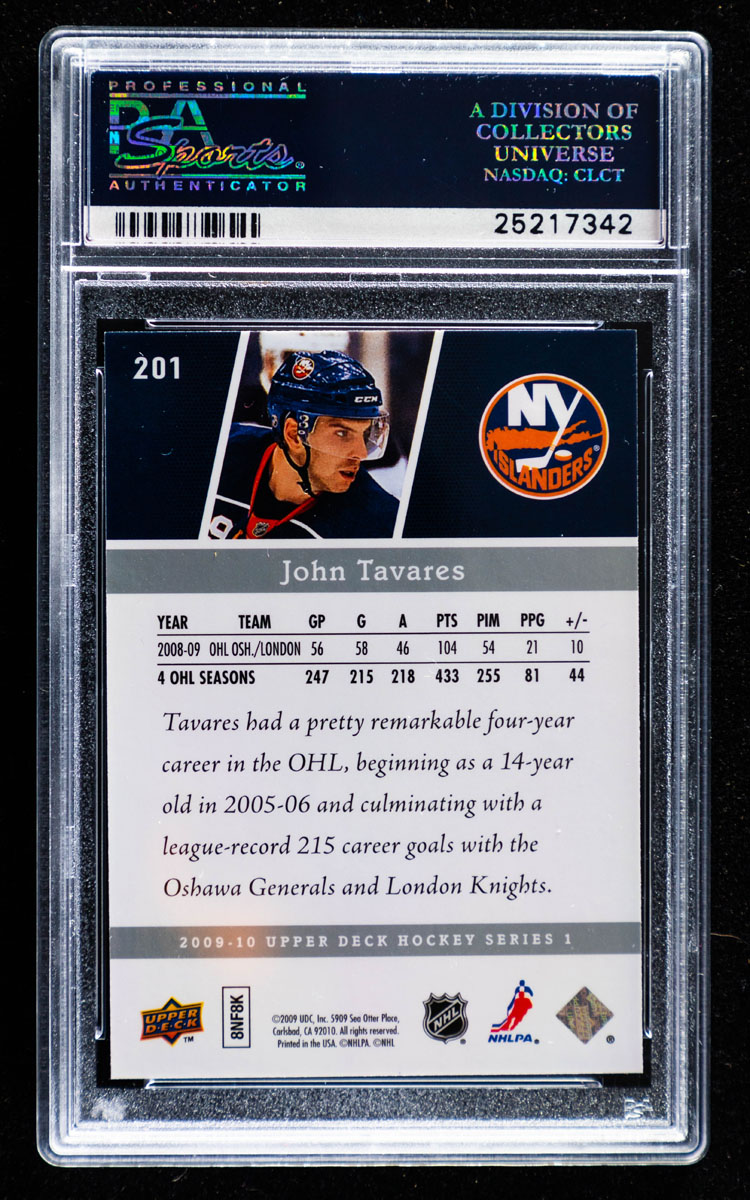 PROFESSIONAL
PSA
DNA
Sports®
AUTHENTICATOR
A DIVISION OF
COLLECTORS
UNIVERSE
NASDAQ: CLCT
25217342
201
CCM
9
NY
ISLANDERS®
John Tavares
YEAR TEAM GP G A PTS PIM PPG +/-
2008-09 OHL OSH./LONDON 56 58 46 104 54 21 10
4 OHL SEASONS 247 215 218 433 255 81 44
Tavares had a pretty remarkable four-year
career in the OHL, beginning as a 14-year
old in 2005-06 and culminating with a
league-record 215 career goals with the
Oshawa Generals and London Knights.
2009-10 UPPER DECK HOCKEY SERIES 1
UPPER
DECK
™
8NF8K
©2009 UDC, Inc. 5909 Sea Otter Place,
Carlsbad, CA 92010. All rights reserved.
Printed in the USA. ©NHLPA. ©NHL
NHL
®
NHLPA®
®
PSA